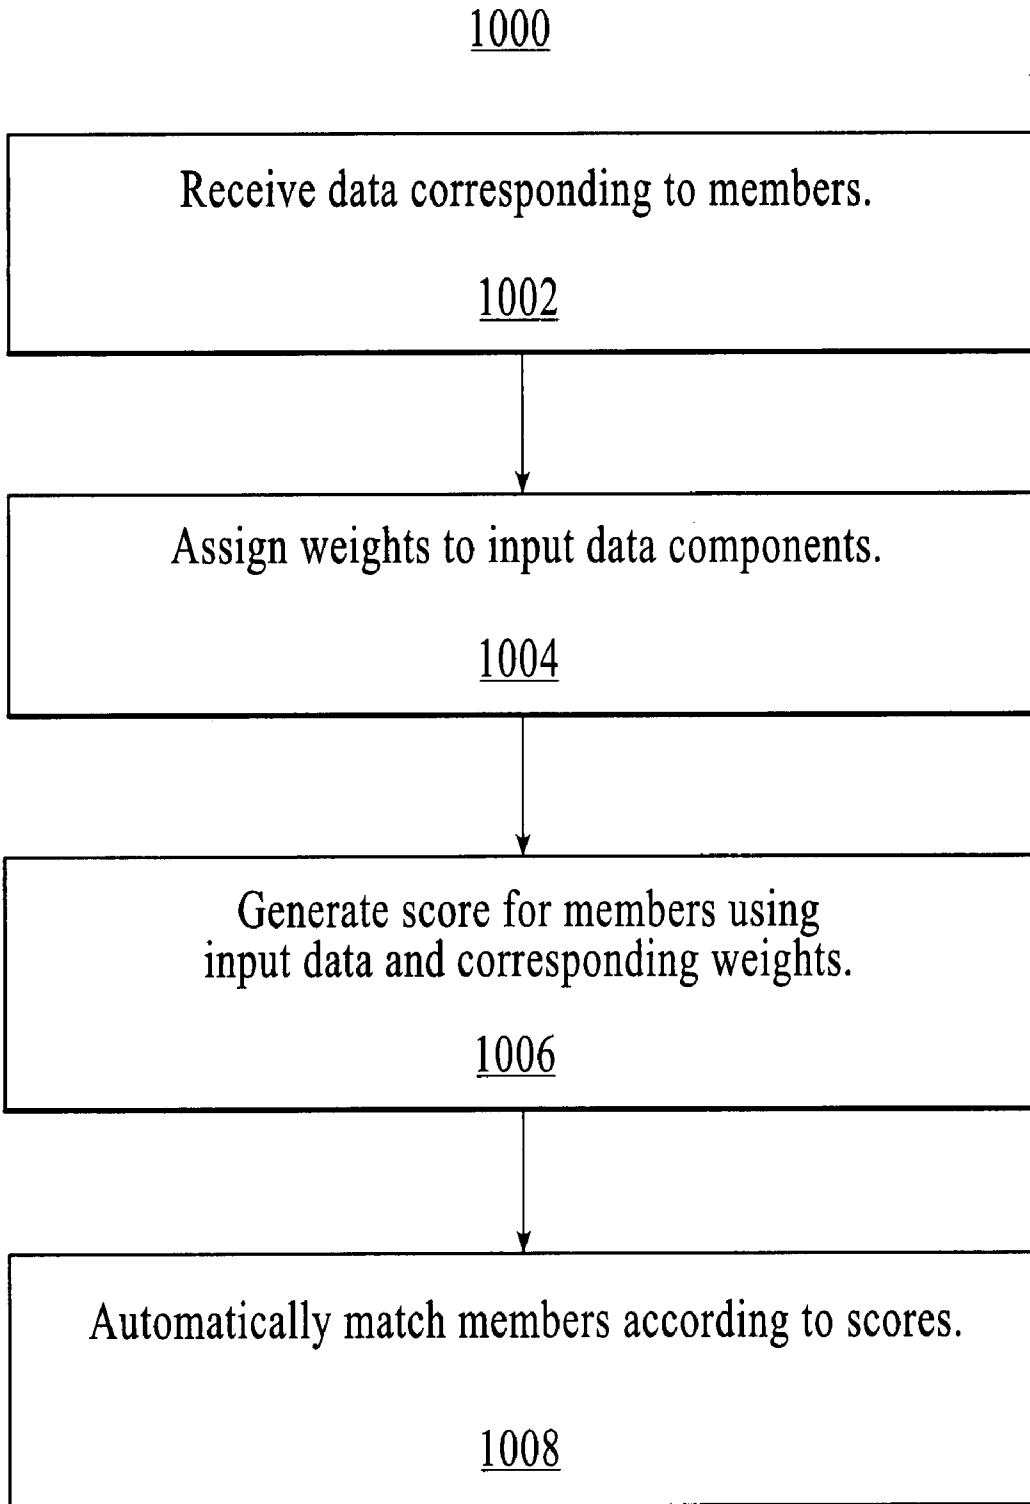 1000
Receive data corresponding to members.
1002
Assign weights to input data components.
1004
Generate score for members using
input data and corresponding weights.
1006
Automatically match members according to scores.
1008